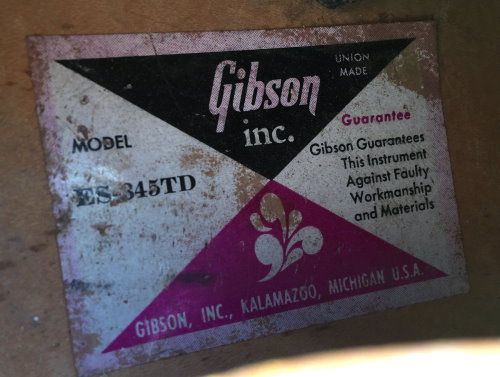 Gibson
inc.
UNION
MADE
MODEL
ES-345TD
Guarantee
Gibson Guarantees
This Instrument
Against Faulty
Workmanship
and Materials
GIBSON, INC., KALAMAZOO, MICHIGAN U.S.A.